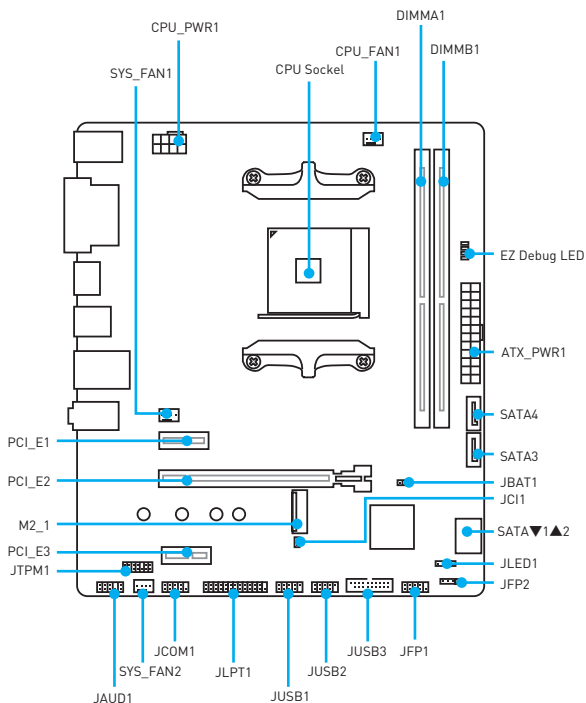 DIMMA1
CPU_PWR1
CPU_FAN1
DIMMB1
SYS_FAN1
CPU Sockel
EZ Debug LED
ATX_PWR1
SATA4
PCI_E1
SATA3
PCI_E2
JBAT1
JCI1
M2_1
SATA▼1▲2
PCI_E3
JLED1
JTPM1
JFP2
JCOM1
JUSB3
JFP1
SYS_FAN2
JLPT1
JUSB2
JAUD1
JUSB1